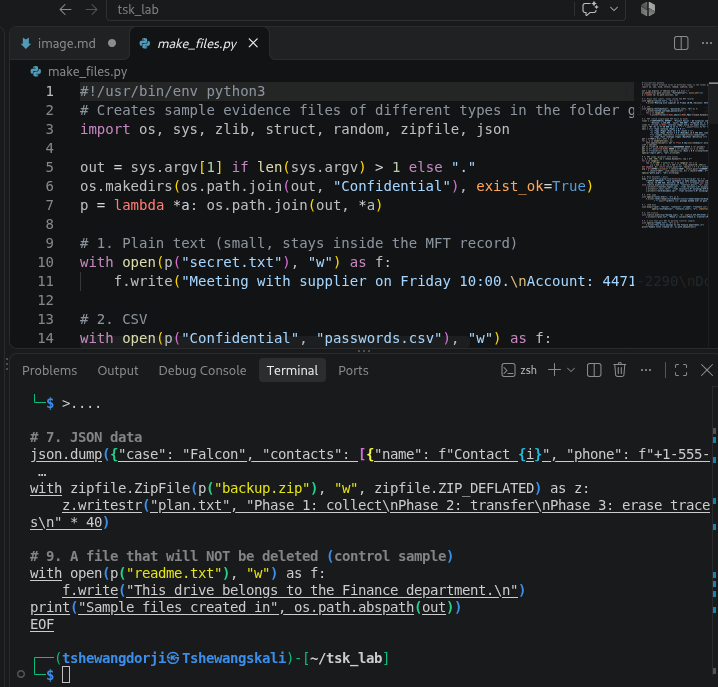 tsk_lab
image.md
make_files.py
make_files.py
1 #!/usr/bin/env python3
2 # Creates sample evidence files of different types in the folder g
3 import os, sys, zlib, struct, random, zipfile, json
4
5 out = sys.argv[1] if len(sys.argv) > 1 else "."
6 os.makedirs(os.path.join(out, "Confidential"), exist_ok=True)
7 p = lambda *a: os.path.join(out, *a)
8
9 # 1. Plain text (small, stays inside the MFT record)
10 with open(p("secret.txt"), "w") as f:
11     f.write("Meeting with supplier on Friday 10:00.\nAccount: 4471-2290\nDo
12
13 # 2. CSV
14 with open(p("Confidential", "passwords.csv"), "w") as f:
Problems Output Debug Console Terminal Ports
zsh
└─$ >....
# 7. JSON data
json.dump({"case": "Falcon", "contacts": [{"name": f"Contact {i}", "phone": f"+1-555-
…
with zipfile.ZipFile(p("backup.zip"), "w", zipfile.ZIP_DEFLATED) as z:
    z.writestr("plan.txt", "Phase 1: collect\nPhase 2: transfer\nPhase 3: erase trace
s\n" * 40)
# 9. A file that will NOT be deleted (control sample)
with open(p("readme.txt"), "w") as f:
    f.write("This drive belongs to the Finance department.\n")
print("Sample files created in", os.path.abspath(out))
EOF
┌──(tshewangdorji㉿Tshewangskali)-[~/tsk_lab]
└─$